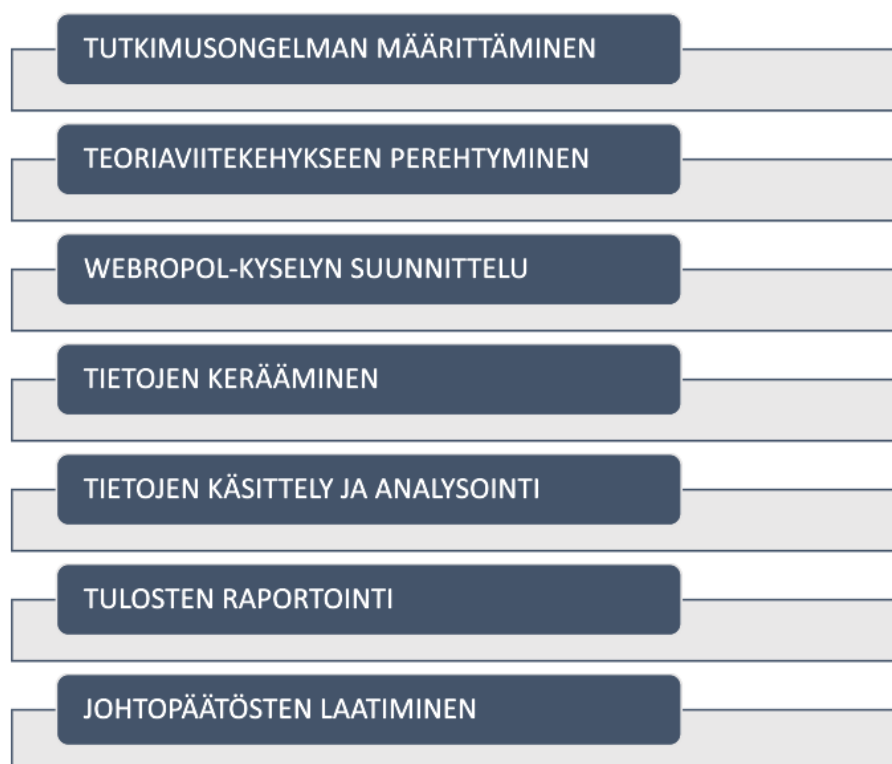 TUTKIMUSONGELMAN MÄÄRITTÄMINEN
TEORIAVIITEKEHYKSEEN PEREHTYMINEN
WEBROPOL-KYSELYN SUUNNITTELU
TIETOJEN KERÄÄMINEN
TIETOJEN KÄSITTELY JA ANALYSOINTI
TULOSTEN RAPORTOINTI
JOHTOPÄÄTÖSTEN LAATIMINEN